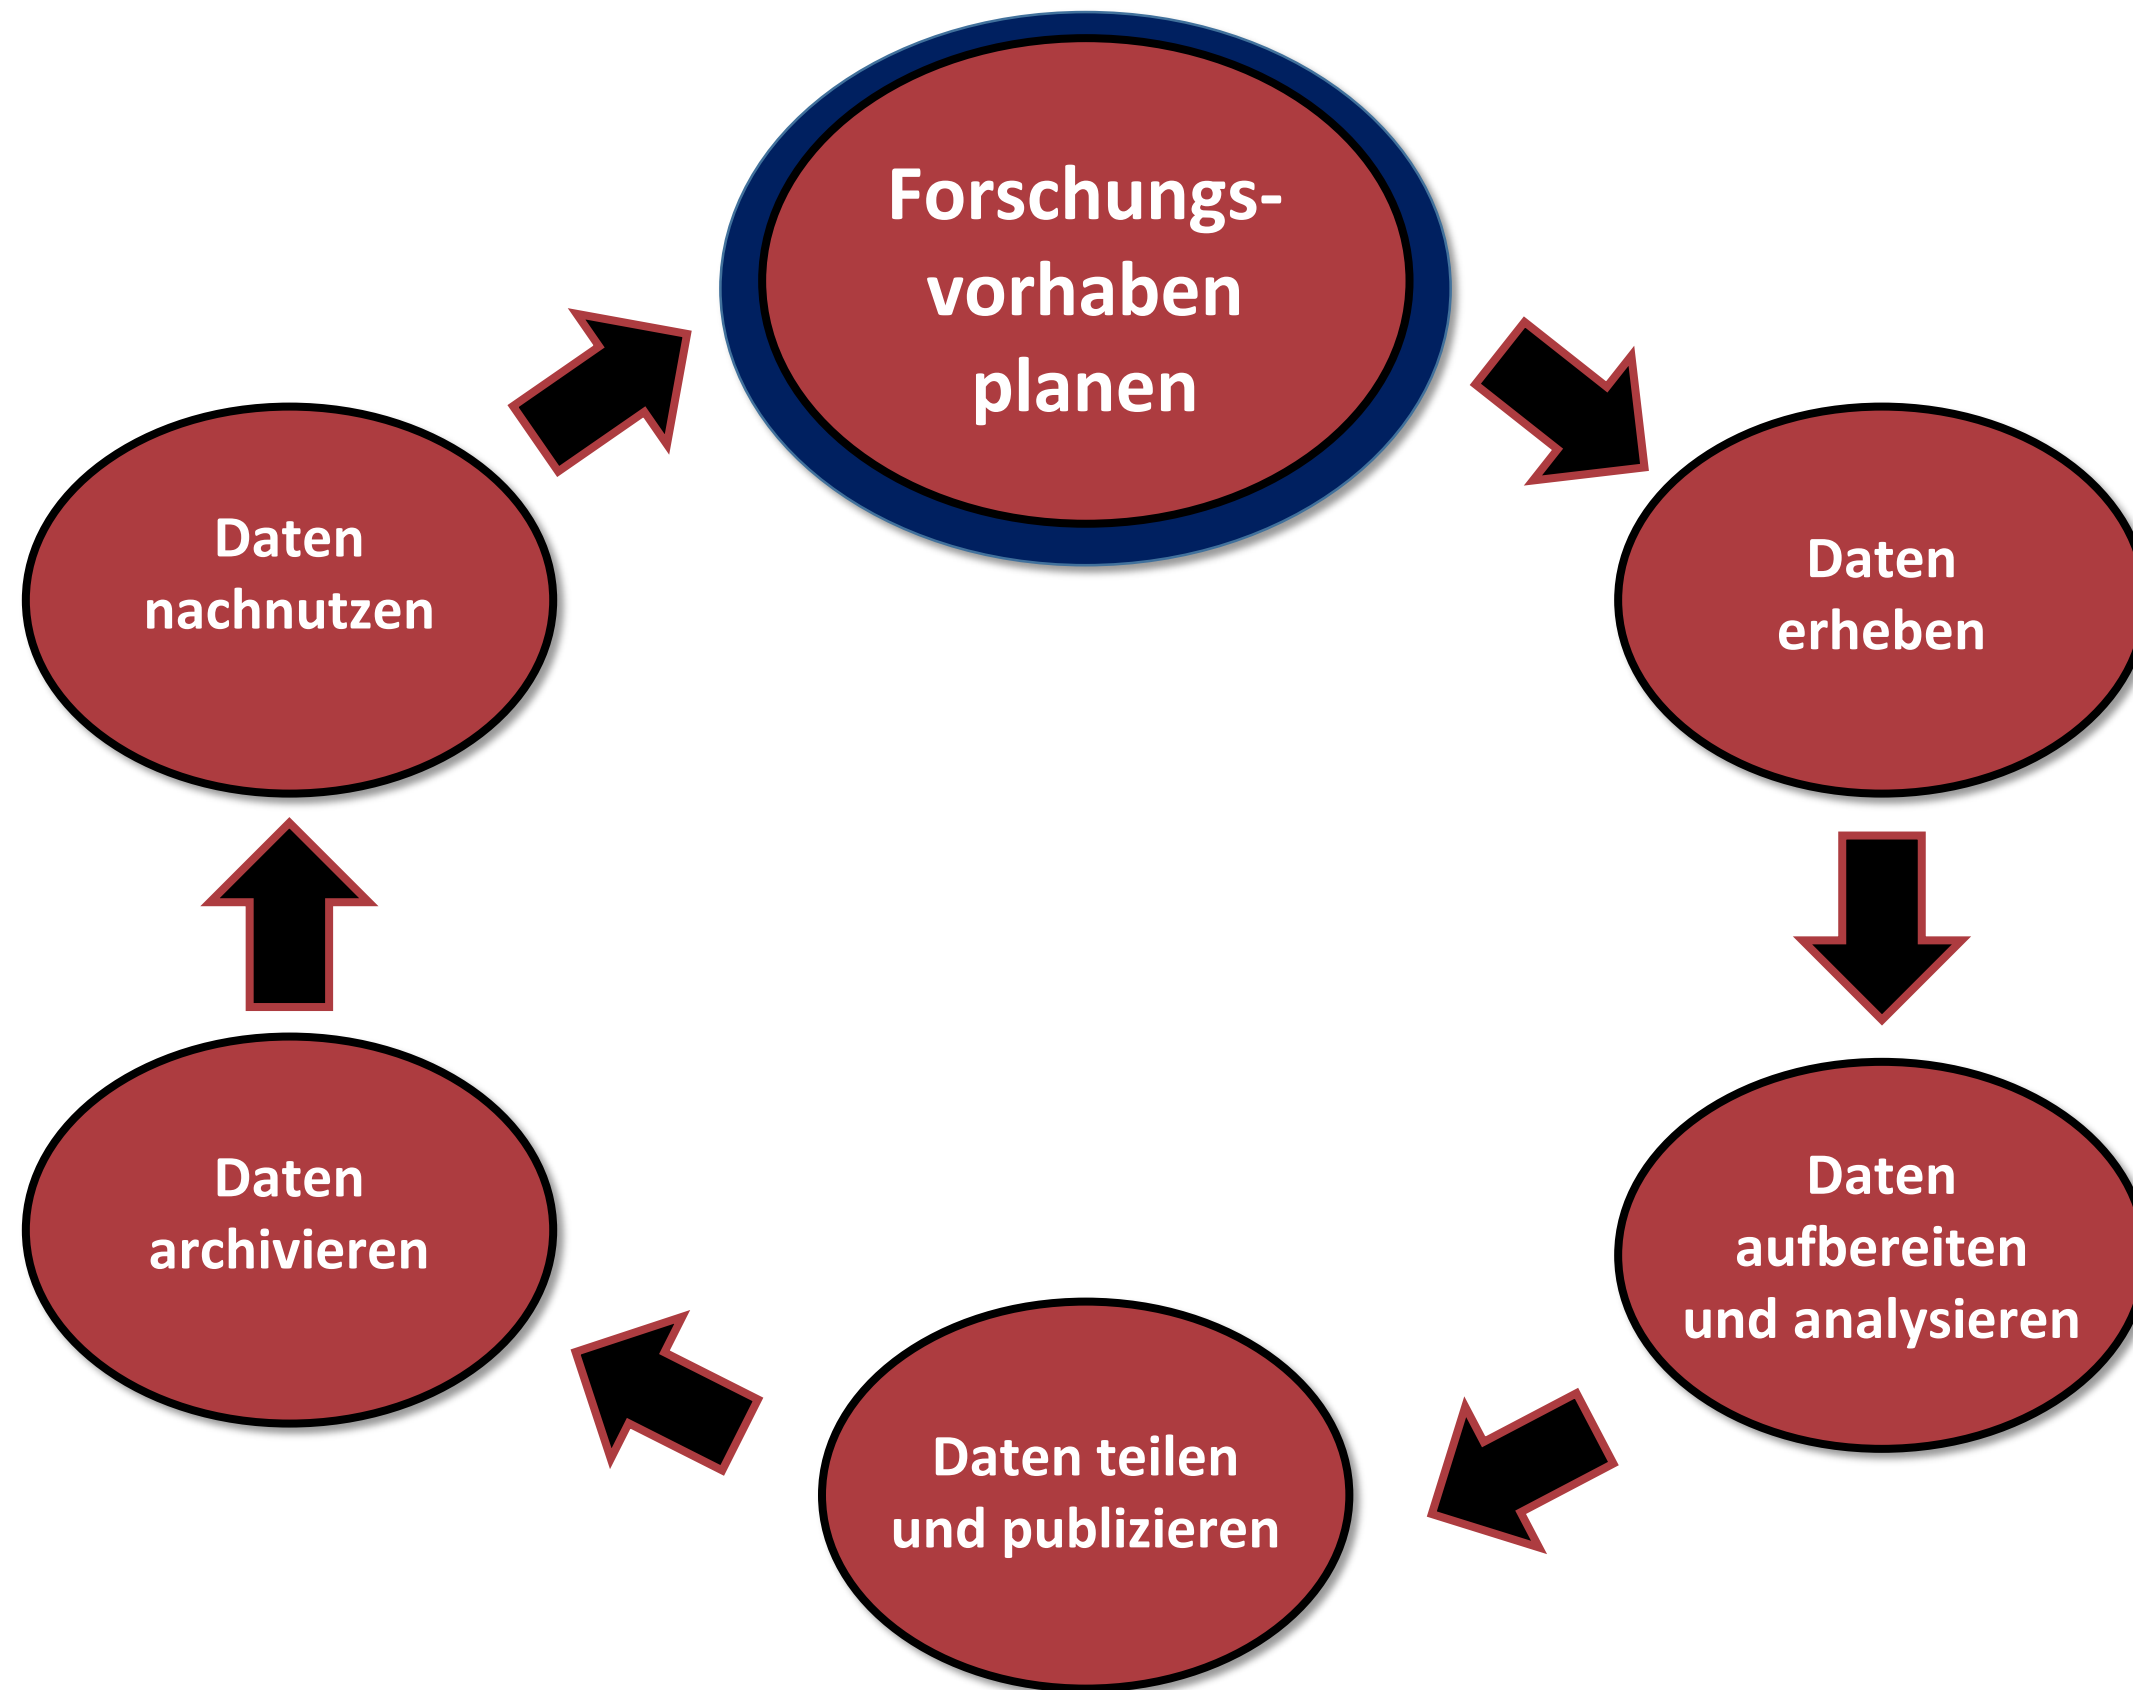 Forschungs-
vorhaben
planen
Daten
erheben
Daten
aufbereiten
und analysieren
Daten teilen
und publizieren
Daten
archivieren
Daten
nachnutzen